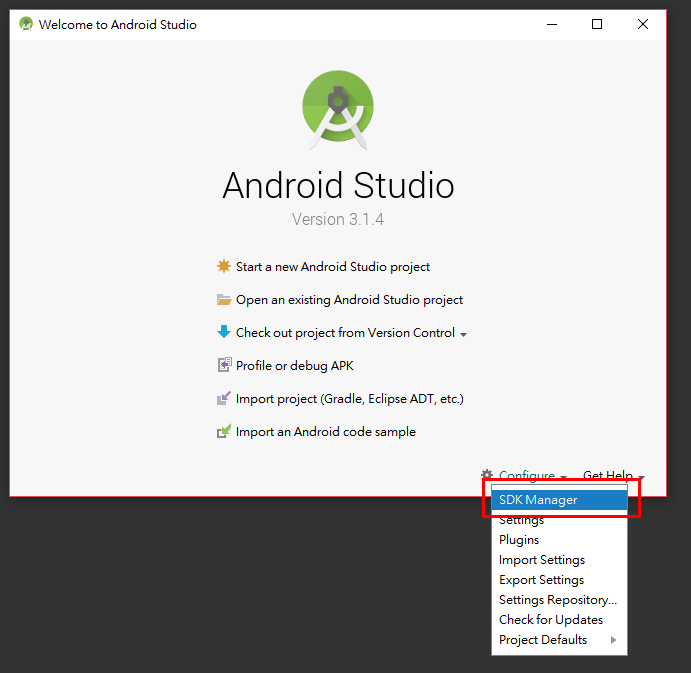 Welcome to Android Studio
Android Studio
Version 3.1.4
Start a new Android Studio project
Open an existing Android Studio project
Check out project from Version Control
Profile or debug APK
Import project (Gradle, Eclipse ADT, etc.)
Import an Android code sample
Configure Get Help
SDK Manager
Settings
Plugins
Import Settings
Export Settings
Settings Repository...
Check for Updates
Project Defaults